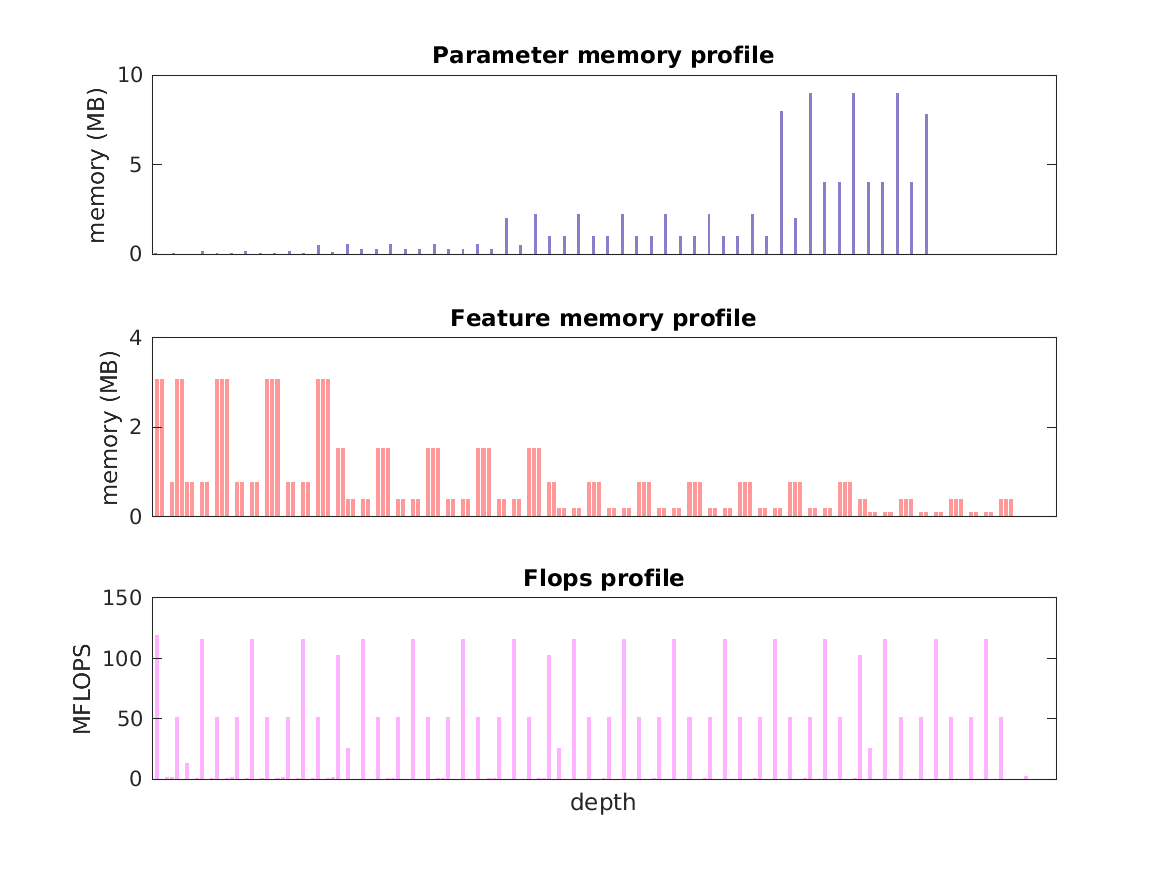 Parameter memory profile
10
5
0
memory (MB)
Feature memory profile
4
2
0
memory (MB)
Flops profile
150
100
50
0
MFLOPS
depth